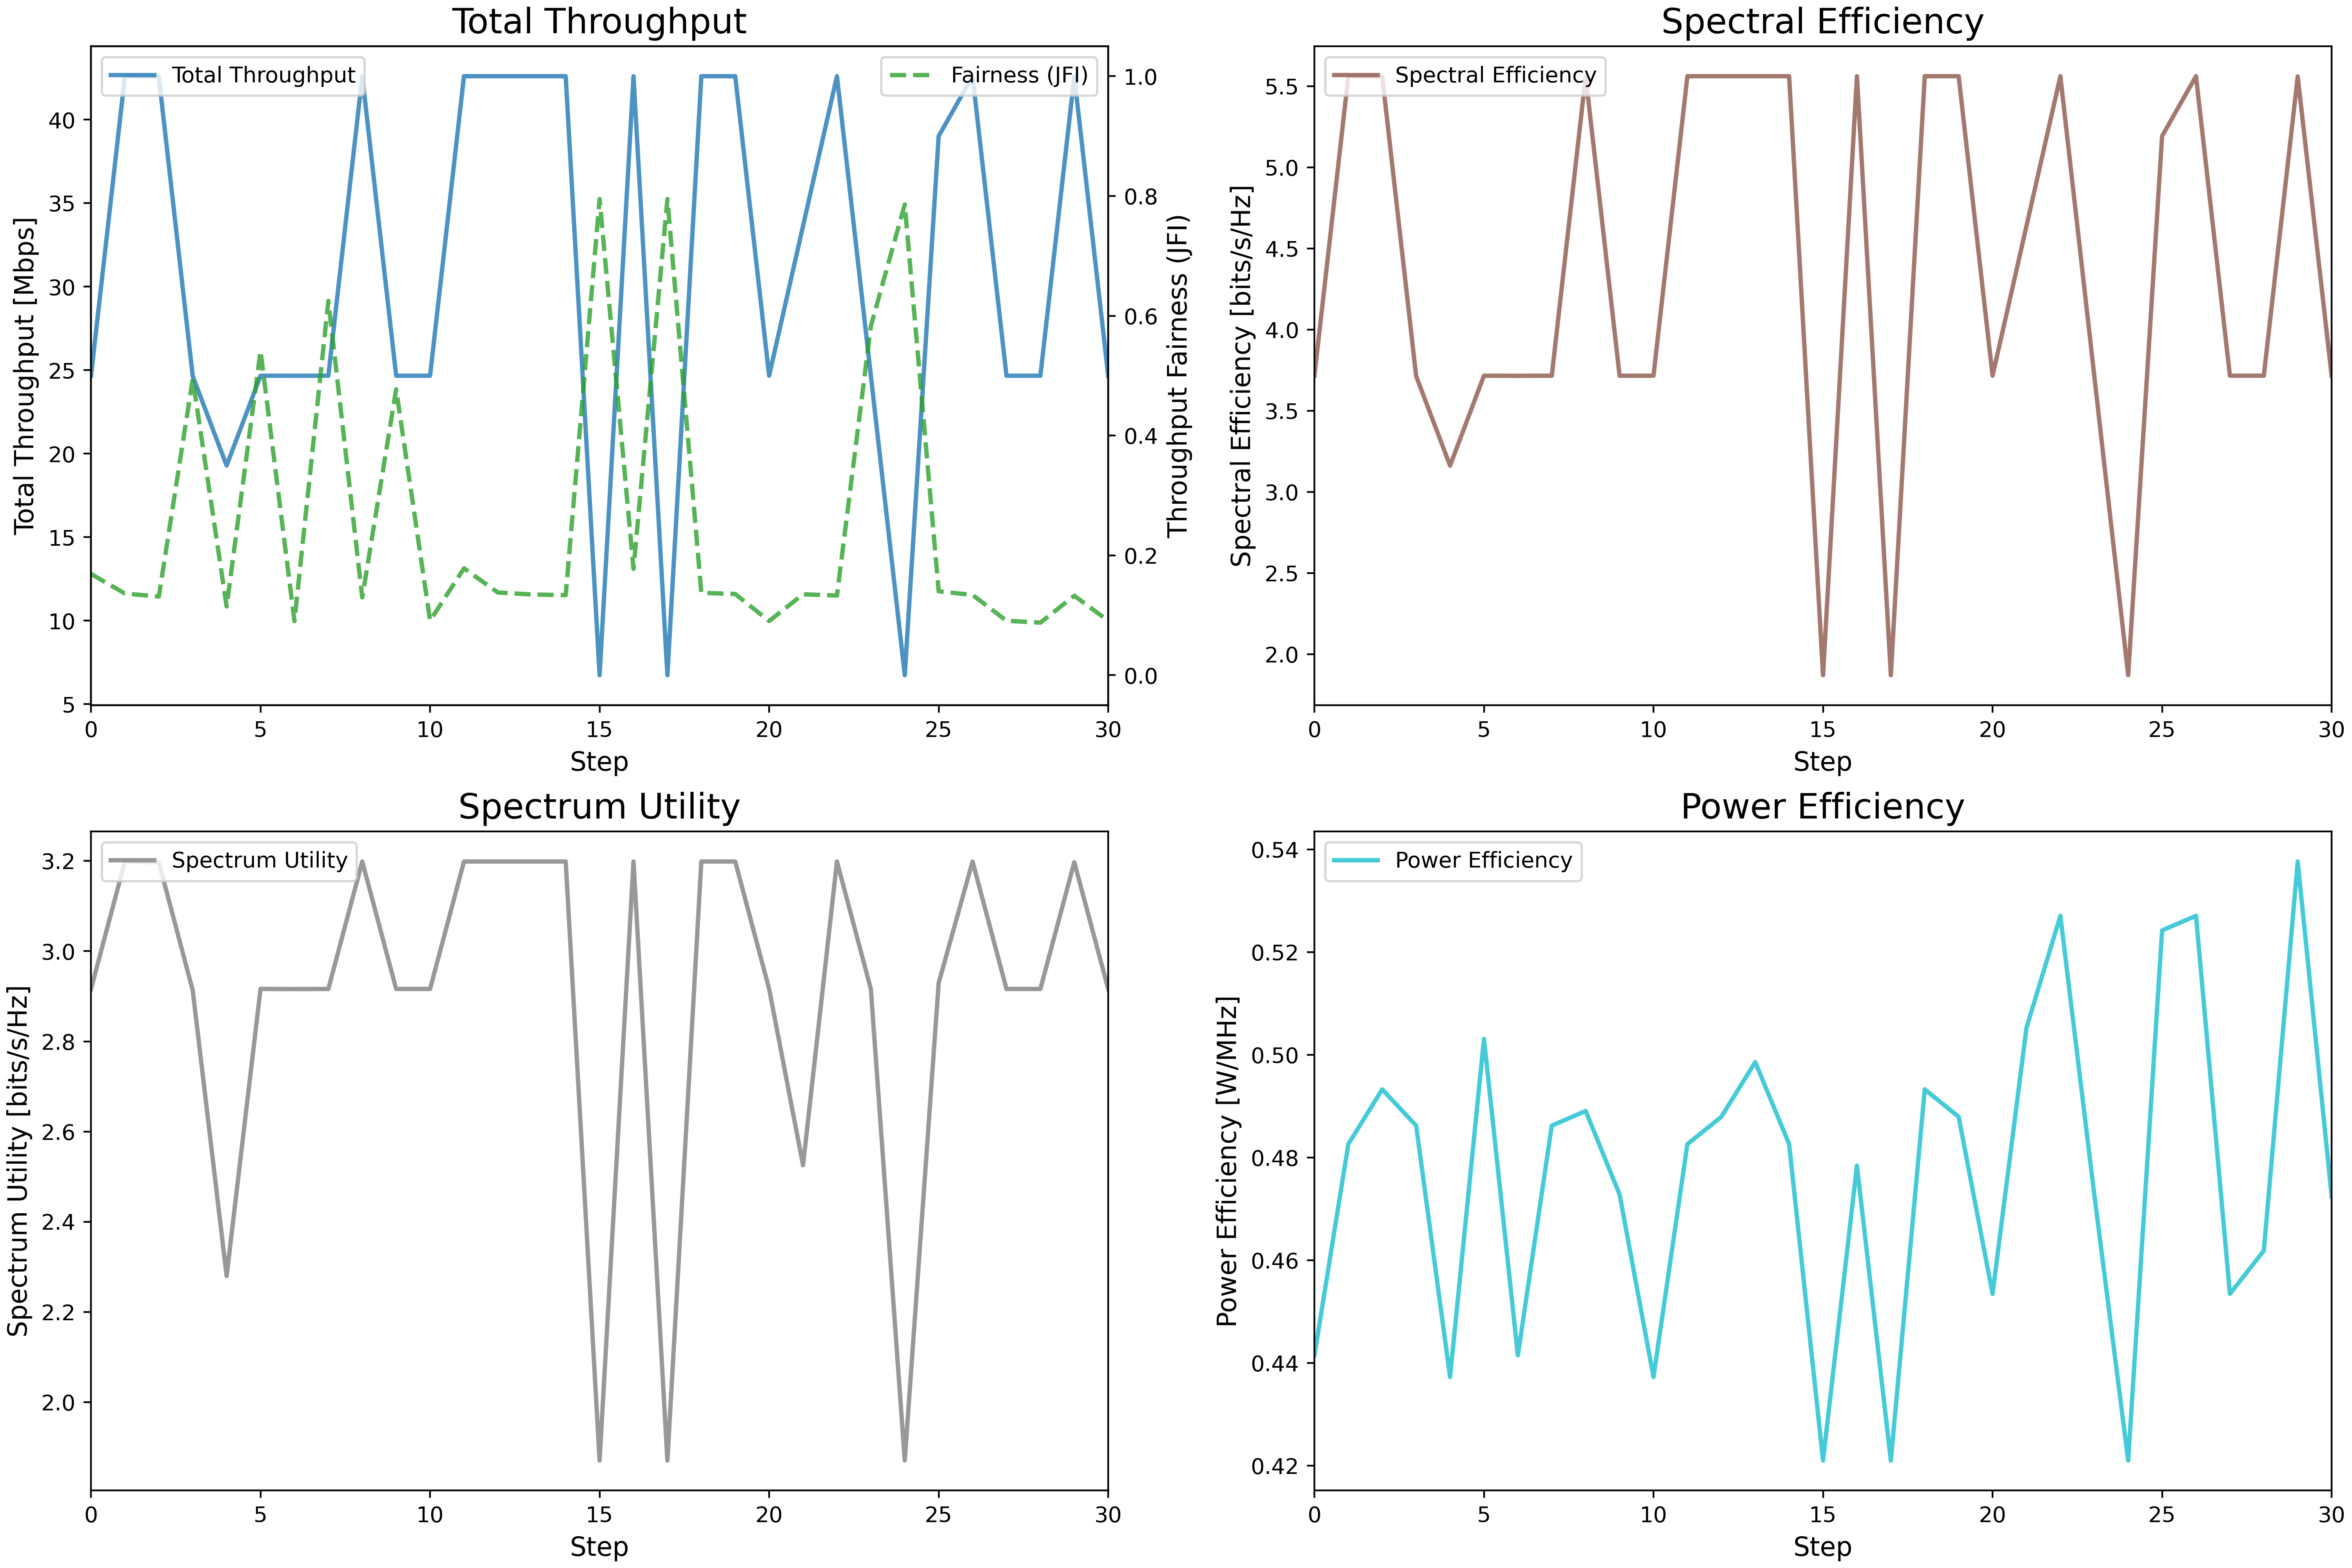 Total Throughput
Total Throughput
Fairness (JFI)
Total Throughput [Mbps]
40
35
30
25
20
15
10
5
1.0
0.8
0.6
0.4
0.2
0.0
Throughput Fairness (JFI)
0 5 10 15 20 25 30
Step
Spectral Efficiency
Spectral Efficiency
Spectral Efficiency [bits/s/Hz]
5.5
5.0
4.5
4.0
3.5
3.0
2.5
2.0
0 5 10 15 20 25 30
Step
Spectrum Utility
Spectrum Utility
Spectrum Utility [bits/s/Hz]
3.2
3.0
2.8
2.6
2.4
2.2
2.0
0 5 10 15 20 25 30
Step
Power Efficiency
Power Efficiency
Power Efficiency [W/MHz]
0.54
0.52
0.50
0.48
0.46
0.44
0.42
0 5 10 15 20 25 30
Step